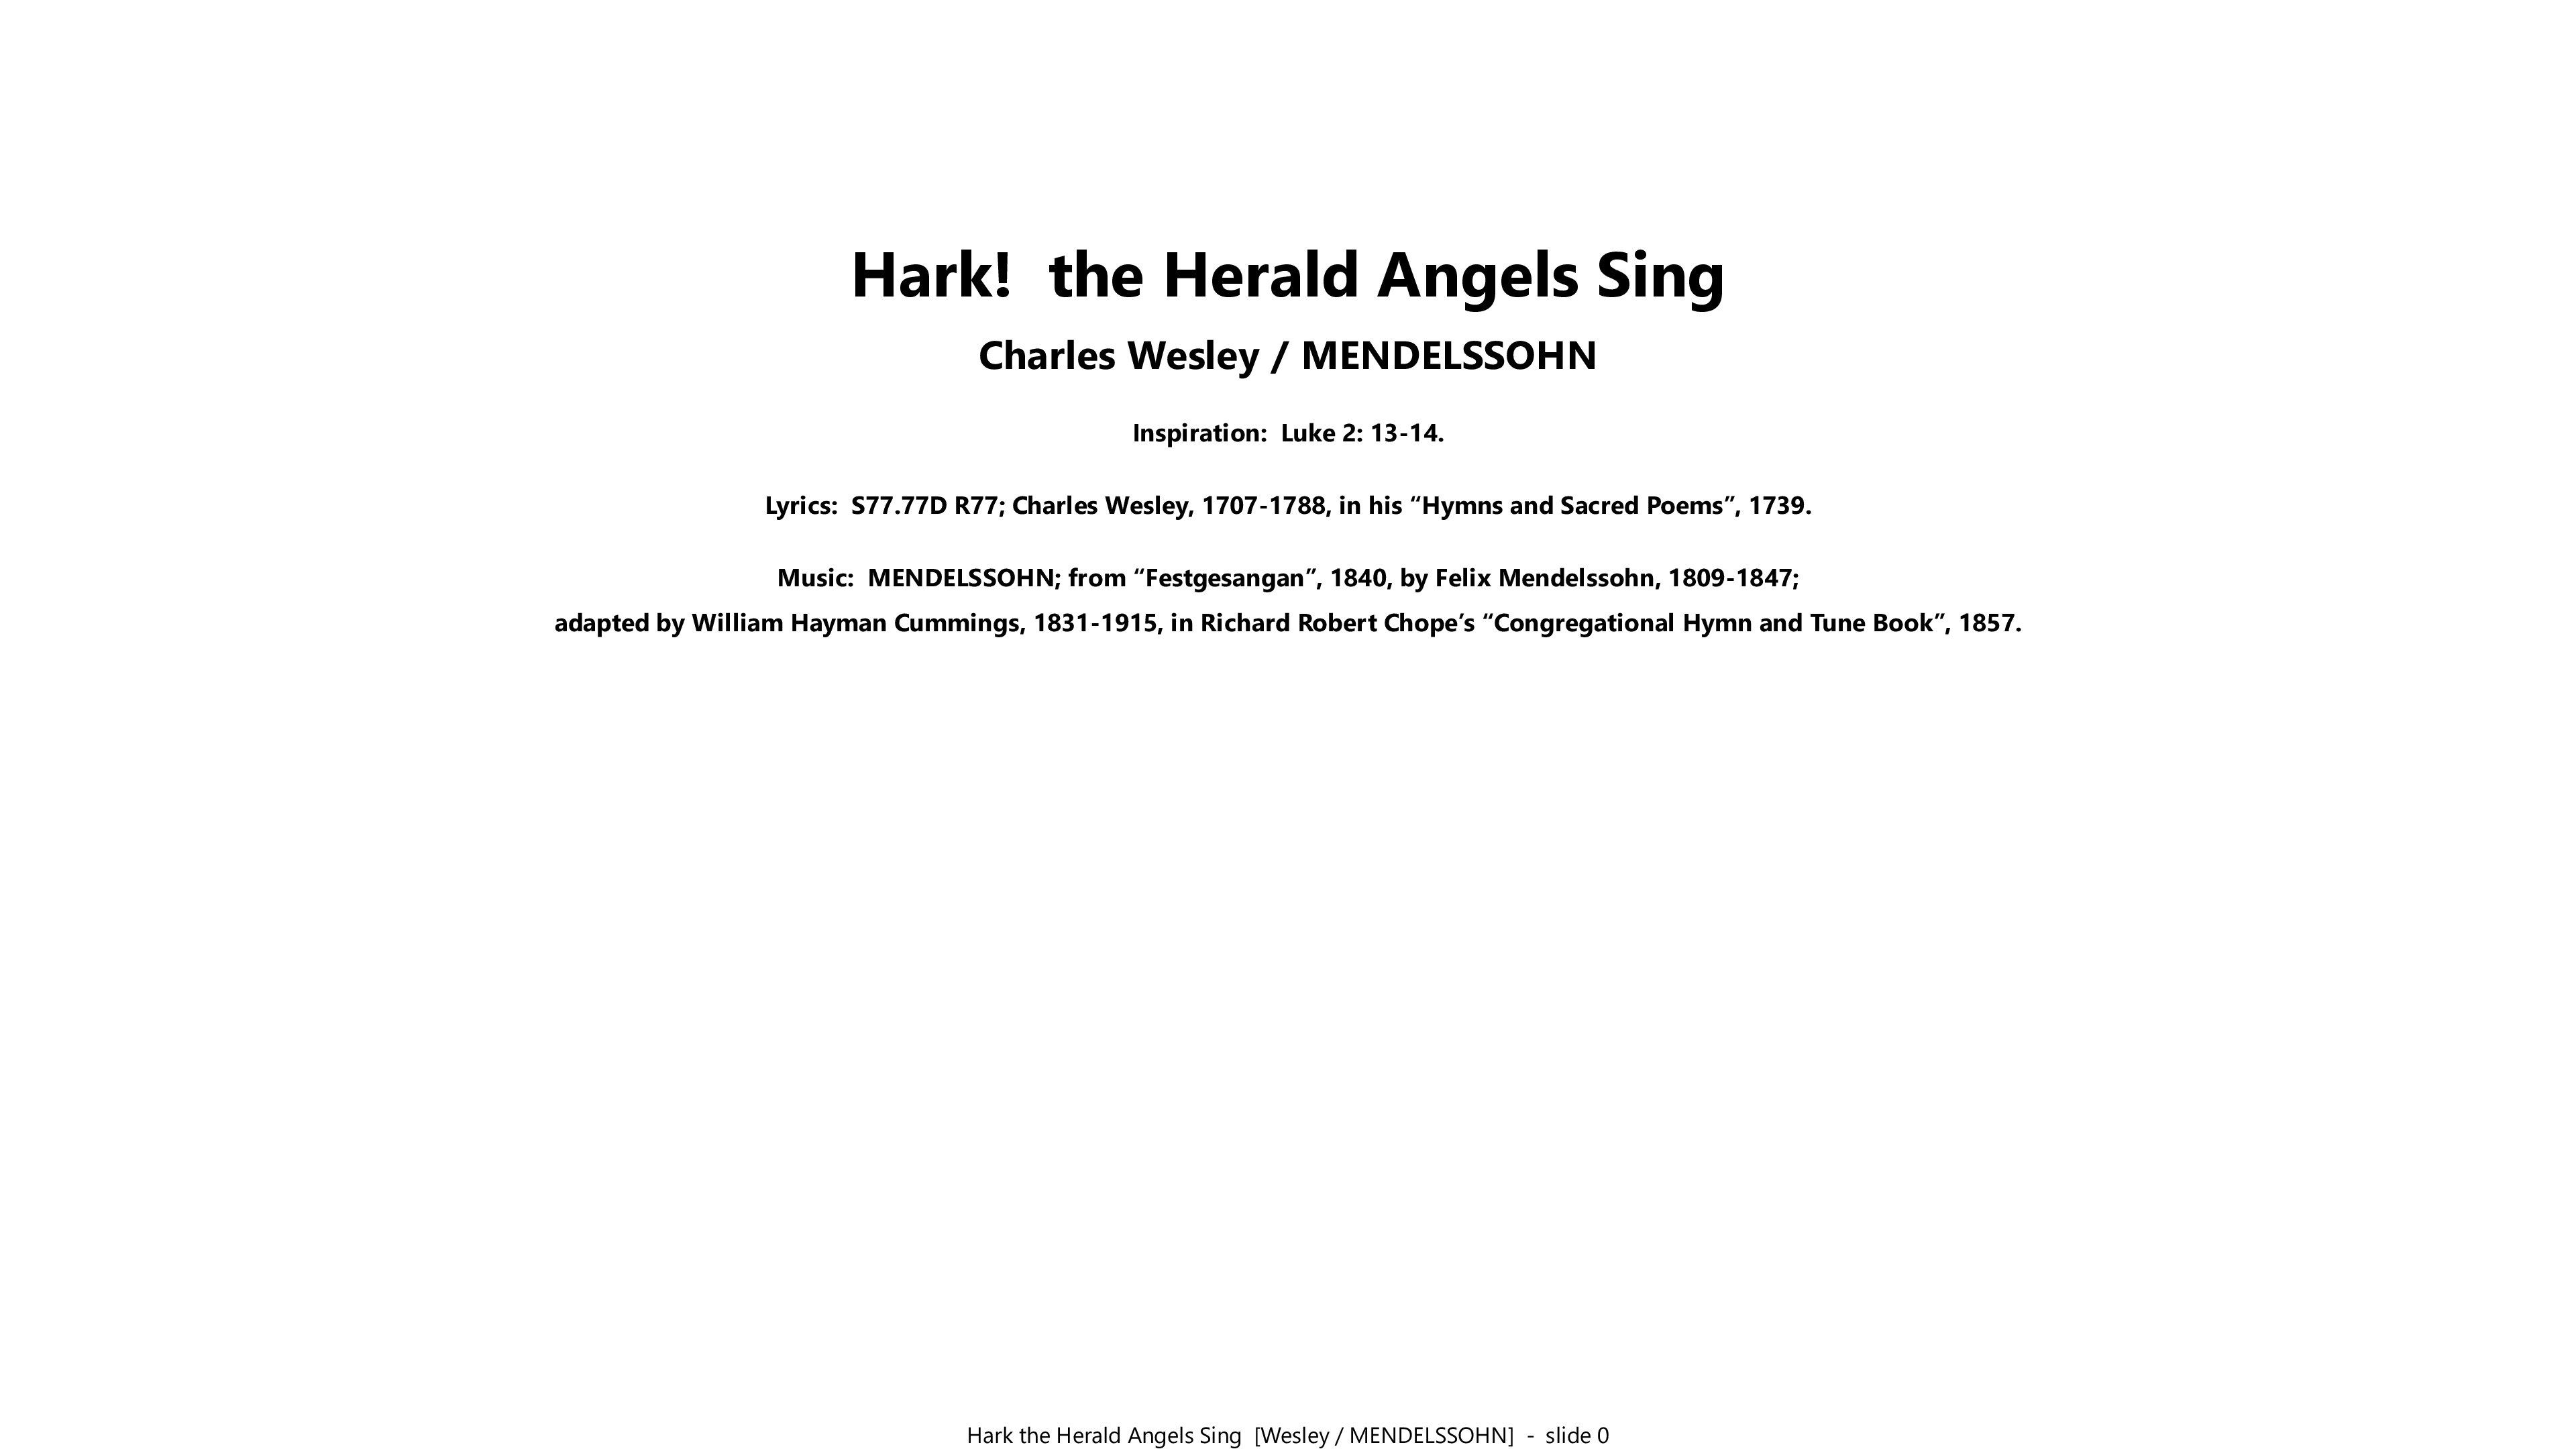 Hark!  the Herald Angels Sing
Charles Wesley / MENDELSSOHN
Inspiration:  Luke 2: 13-14.
Lyrics:  S77.77D R77; Charles Wesley, 1707-1788, in his “Hymns and Sacred Poems”, 1739.
Music:  MENDELSSOHN; from “Festgesangan”, 1840, by Felix Mendelssohn, 1809-1847;
adapted by William Hayman Cummings, 1831-1915, in Richard Robert Chope’s “Congregational Hymn and Tune Book”, 1857.
Hark the Herald Angels Sing  [Wesley / MENDELSSOHN]  -  slide 0